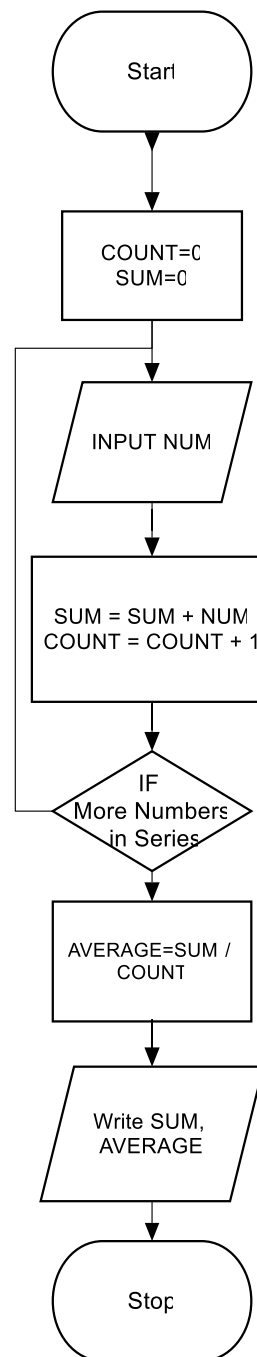 Start
COUNT=0
SUM=0
INPUT NUM
SUM = SUM + NUM
COUNT = COUNT + 1
IF
More Numbers
in Series
AVERAGE=SUM /
COUNT
Write SUM,
AVERAGE
Stop